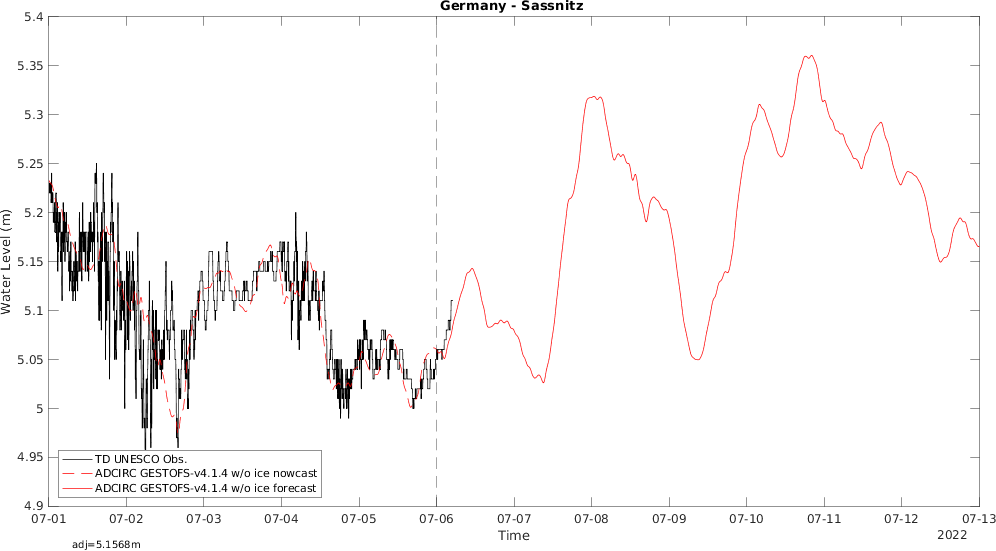 Germany - Sassnitz
5.4
5.35
5.3
5.25
5.2
5.15
5.1
5.05
5
4.95
4.9
Water Level (m)
TD UNESCO Obs.
ADCIRC GESTOFS-v4.1.4 w/o ice nowcast
ADCIRC GESTOFS-v4.1.4 w/o ice forecast
07-01 07-02 07-03 07-04 07-05 07-06 07-07 07-08 07-09 07-10 07-11 07-12 07-13
Time
2022
adj=5.1568m